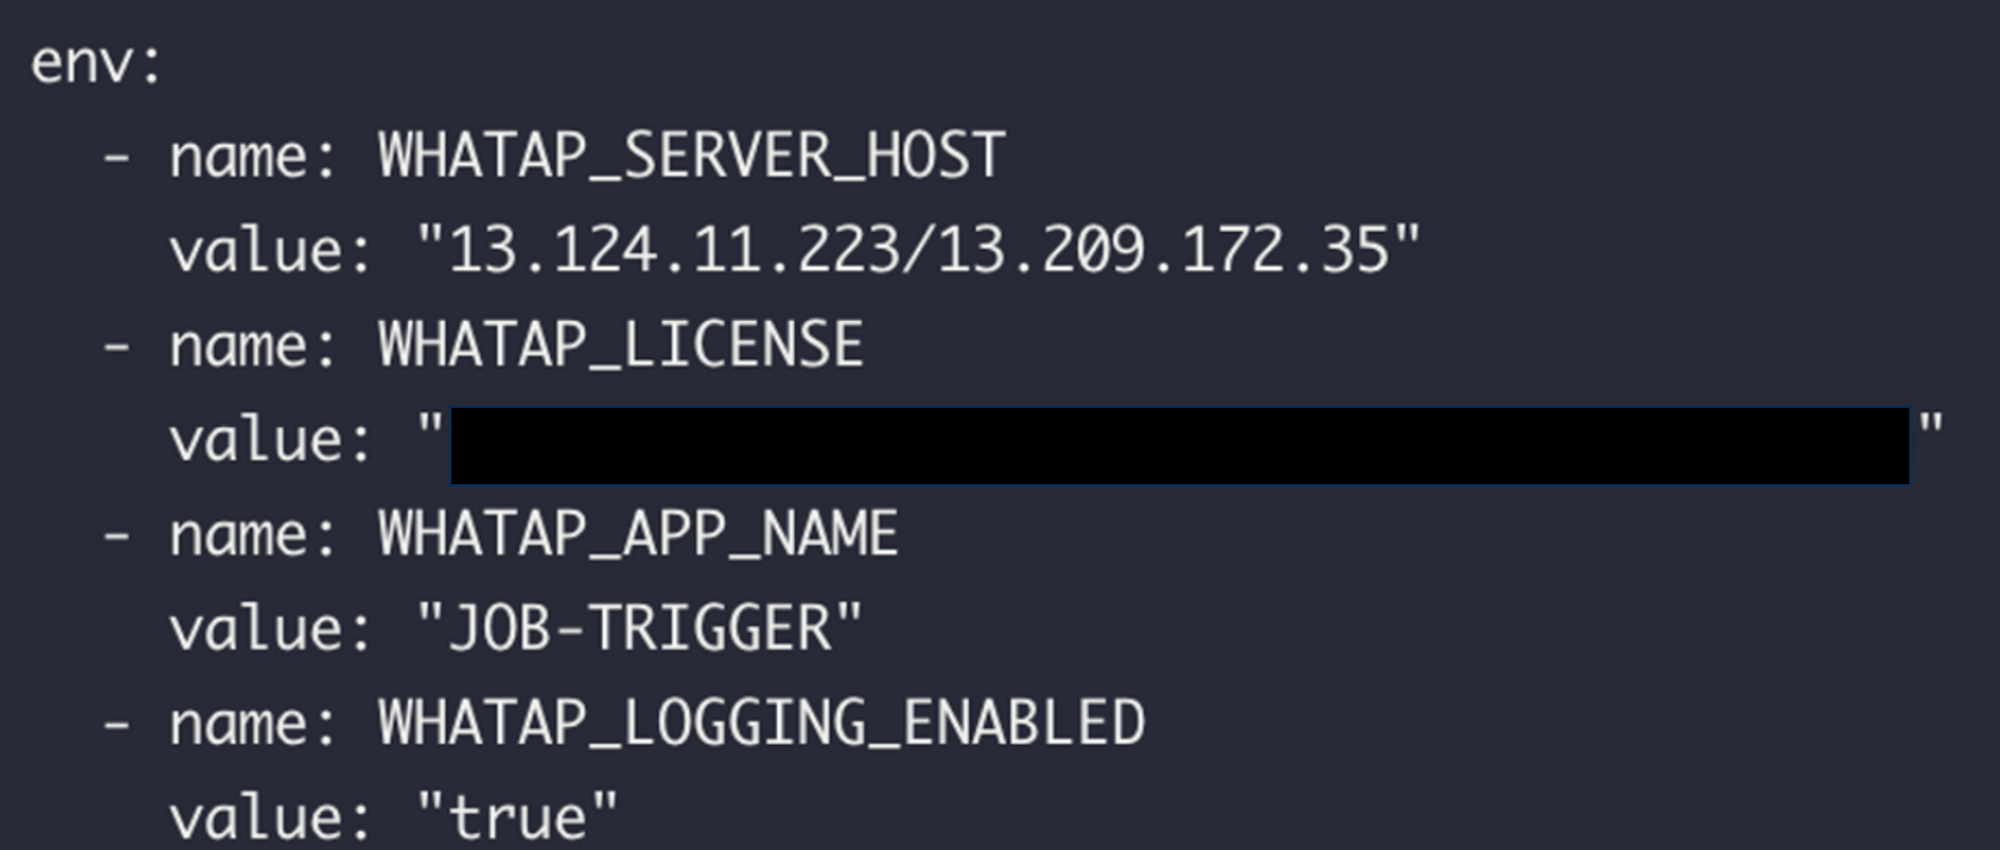 env:
  - name: WHATAP_SERVER_HOST
    value: "13.124.11.223/13.209.172.35"
  - name: WHATAP_LICENSE
    value: ""
  - name: WHATAP_APP_NAME
    value: "JOB-TRIGGER"
  - name: WHATAP_LOGGING_ENABLED
    value: "true"